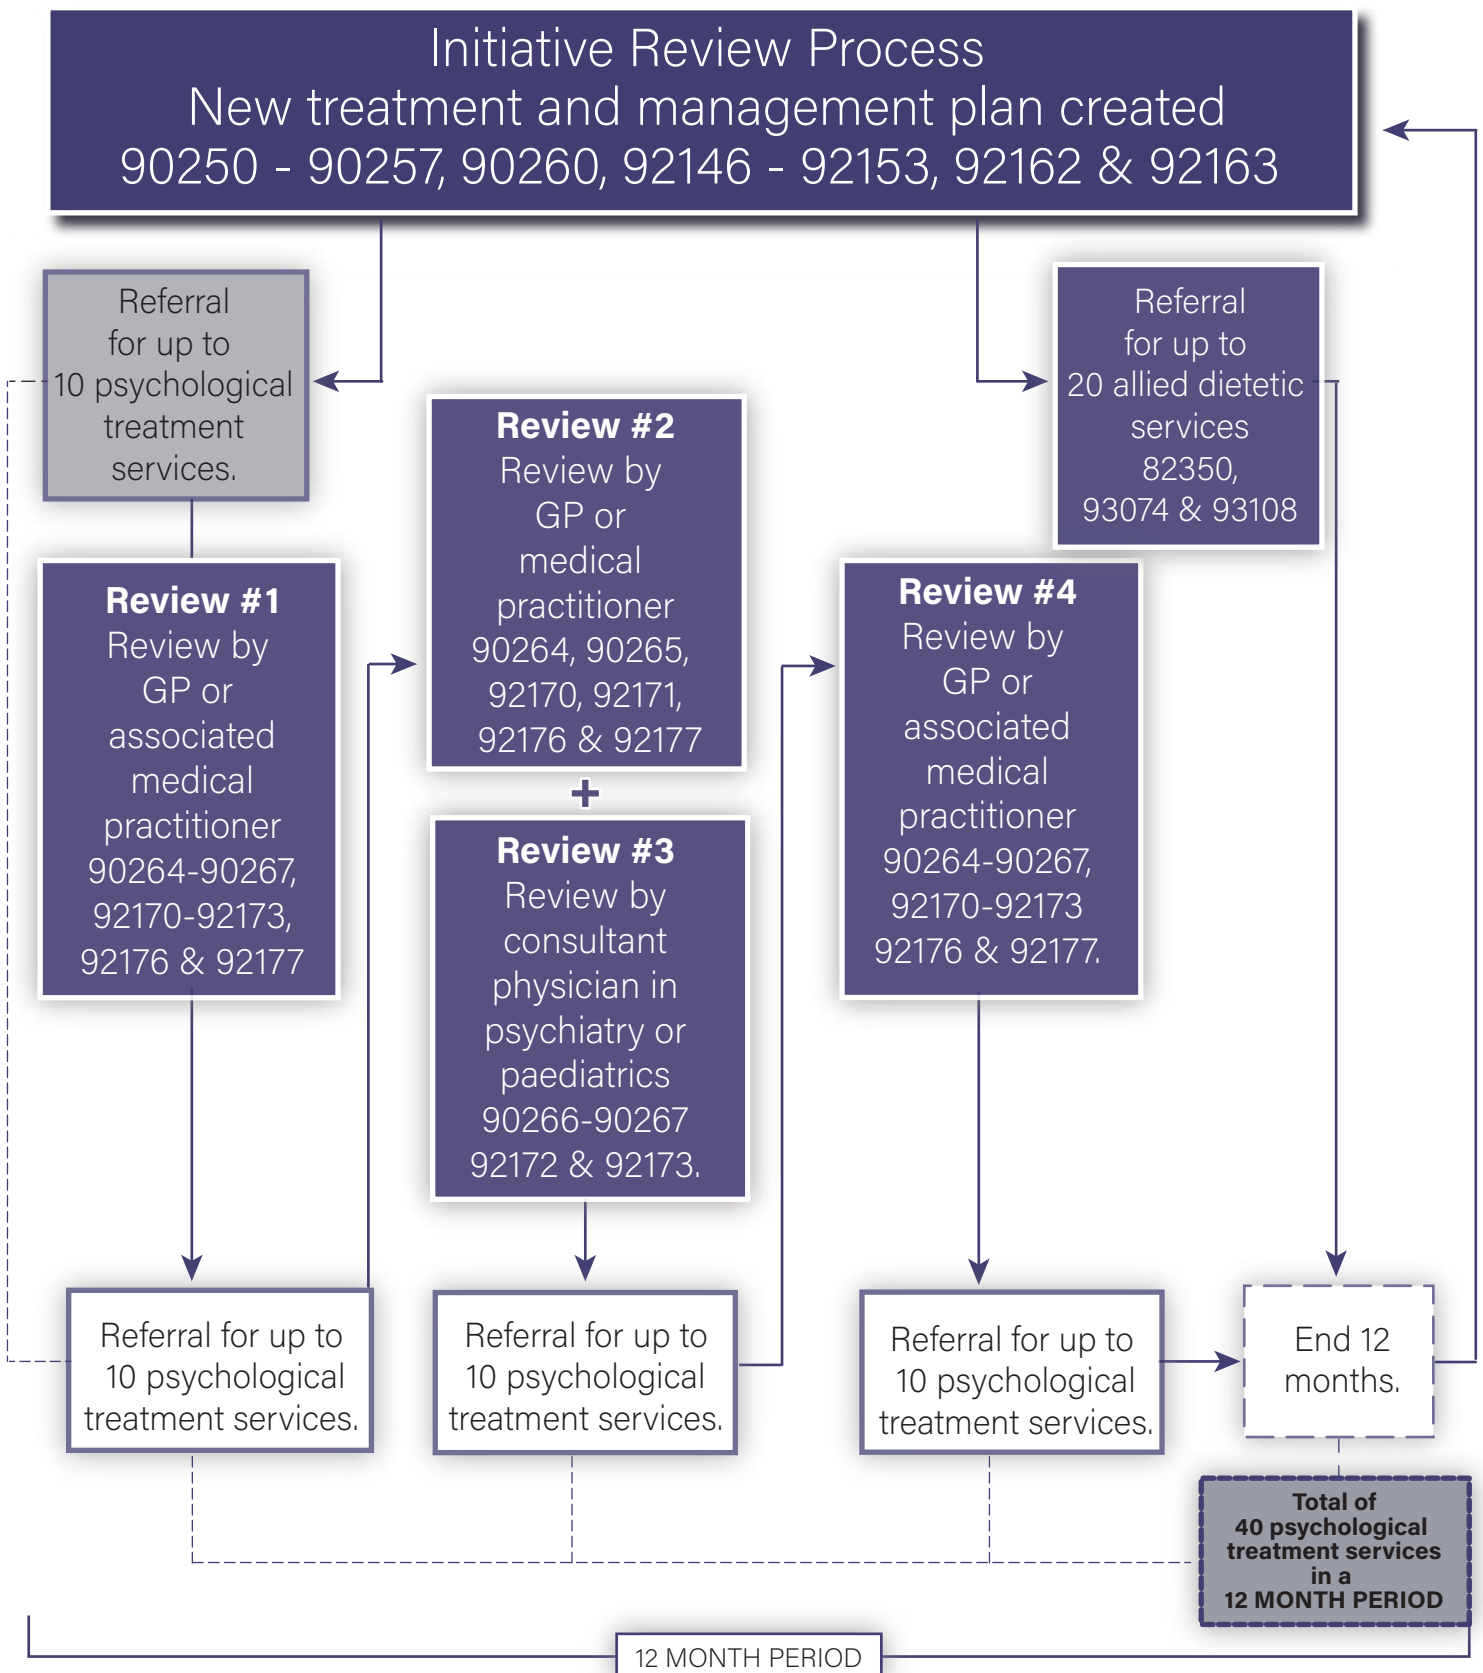 Initiative Review Process
New treatment and management plan created
90250 - 90257, 90260, 92146 - 92153, 92162 & 92163
Referral
for up to
10 psychological
treatment
services.
Referral
for up to
20 allied dietetic
services
82350,
93074 & 93108
Review #1
Review by
GP or
associated
medical
practitioner
90264-90267,
92170-92173,
92176 & 92177
Review #2
Review by
GP or
medical
practitioner
90264, 90265,
92170, 92171,
92176 & 92177
+
Review #3
Review by
consultant
physician in
psychiatry or
paediatrics
90266-90267
92172 & 92173.
Review #4
Review by
GP or
associated
medical
practitioner
90264-90267,
92170-92173
92176 & 92177.
Referral for up to
10 psychological
treatment services.
Referral for up to
10 psychological
treatment services.
Referral for up to
10 psychological
treatment services.
End 12
months.
Total of
40 psychological
treatment services
in a
12 MONTH PERIOD
12 MONTH PERIOD